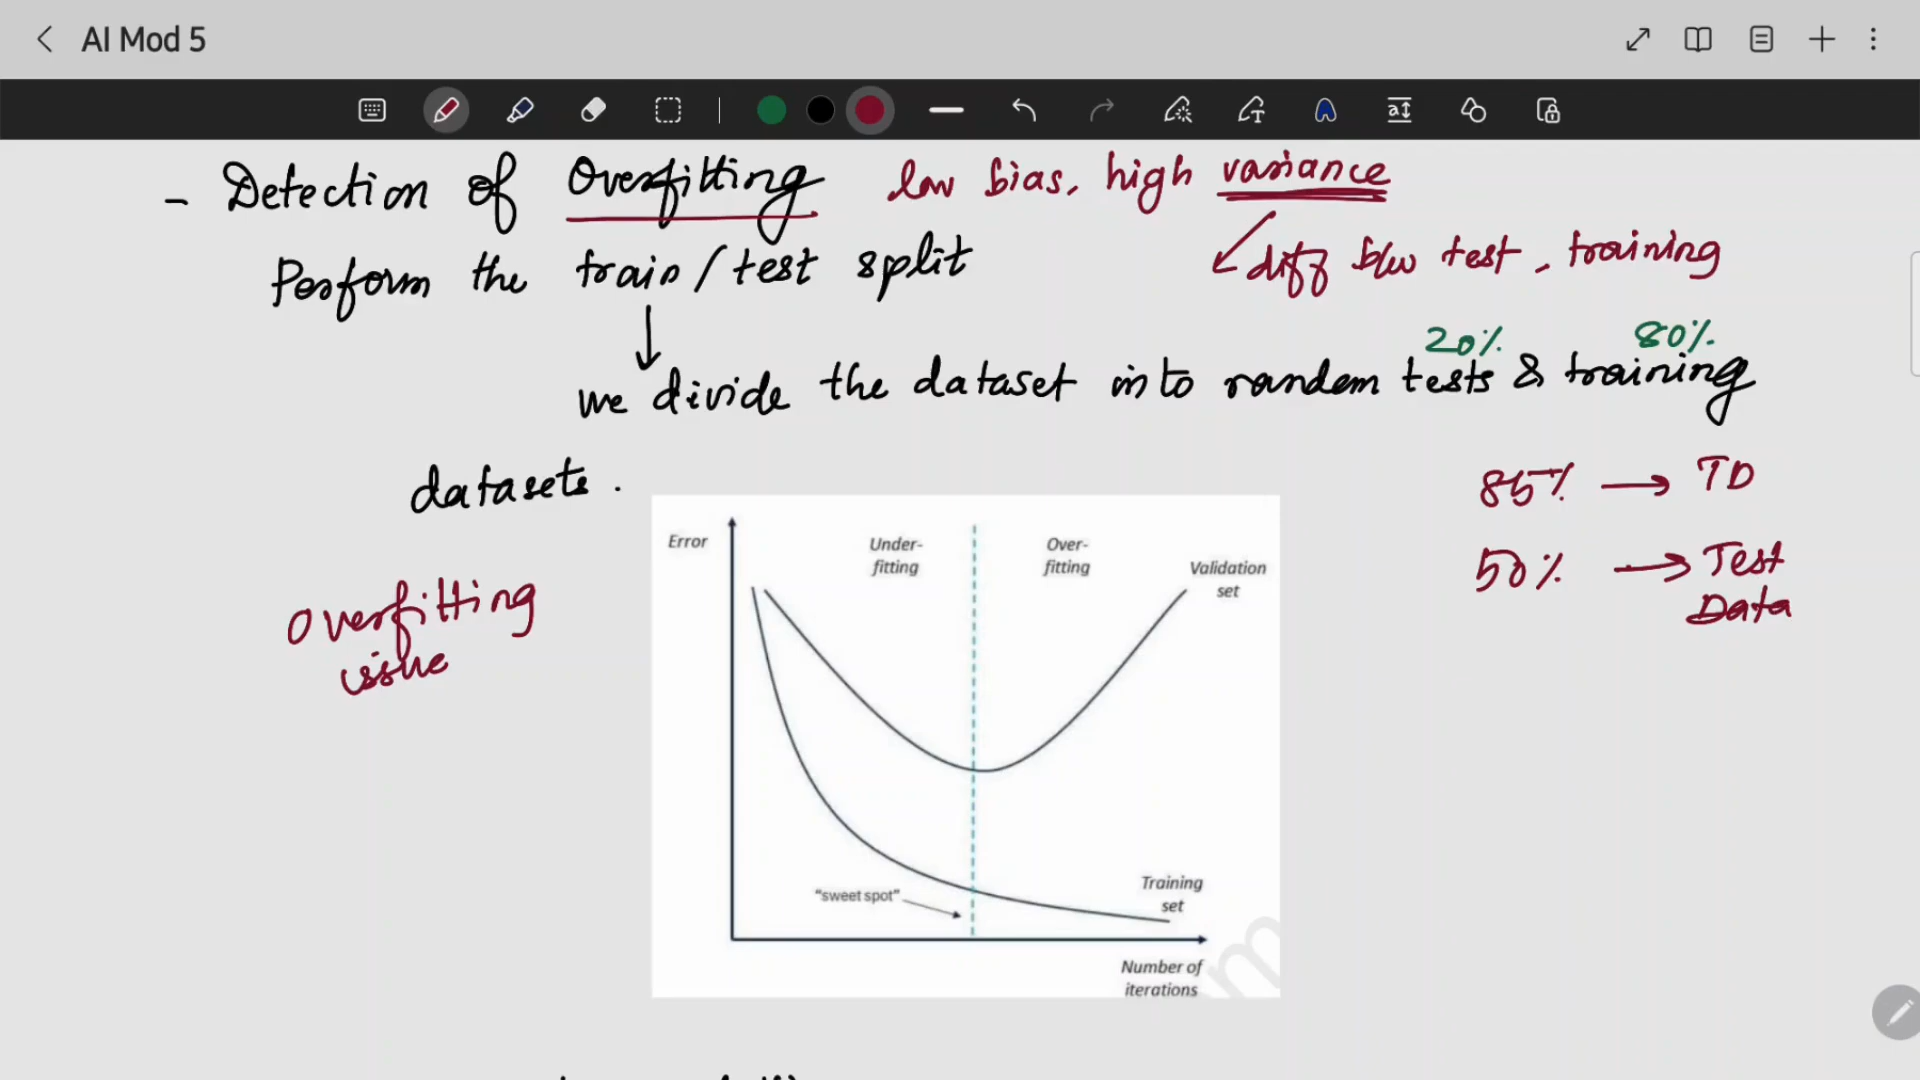 AI Mod 5
- Detection of Overfitting low bias, high variance
Perform the train/test split diff b/w test, training
20% 80%
we divide the dataset into random tests & training
datasets.
85% → TD
50% → Test Data
Overfitting issue
Error
Under-fitting
Over-fitting
Validation set
"sweet spot"
Training set
Number of iterations